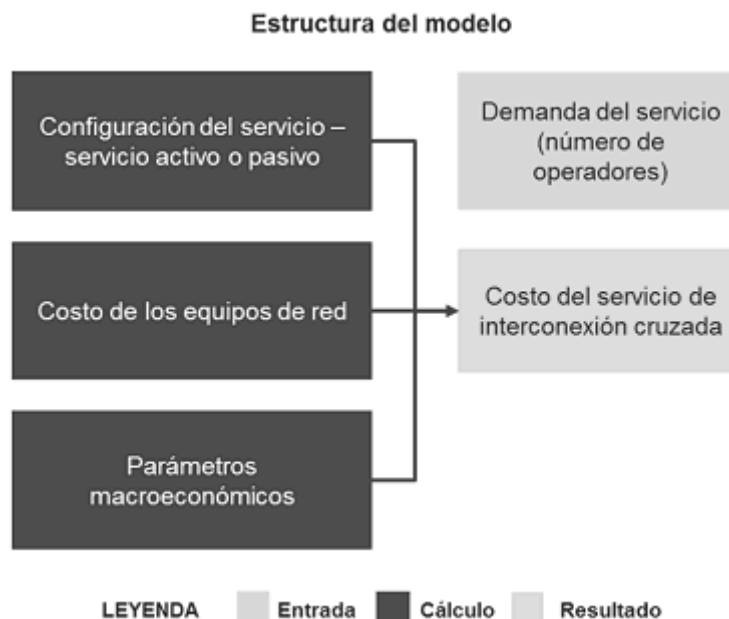 Estructura del modelo
Configuración del servicio –
servicio activo o pasivo
Demanda del servicio
(número de
operadores)
Costo de los equipos de red
Costo del servicio de
interconexión cruzada
Parámetros
macroeconómicos
LEYENDA Entrada Cálculo Resultado